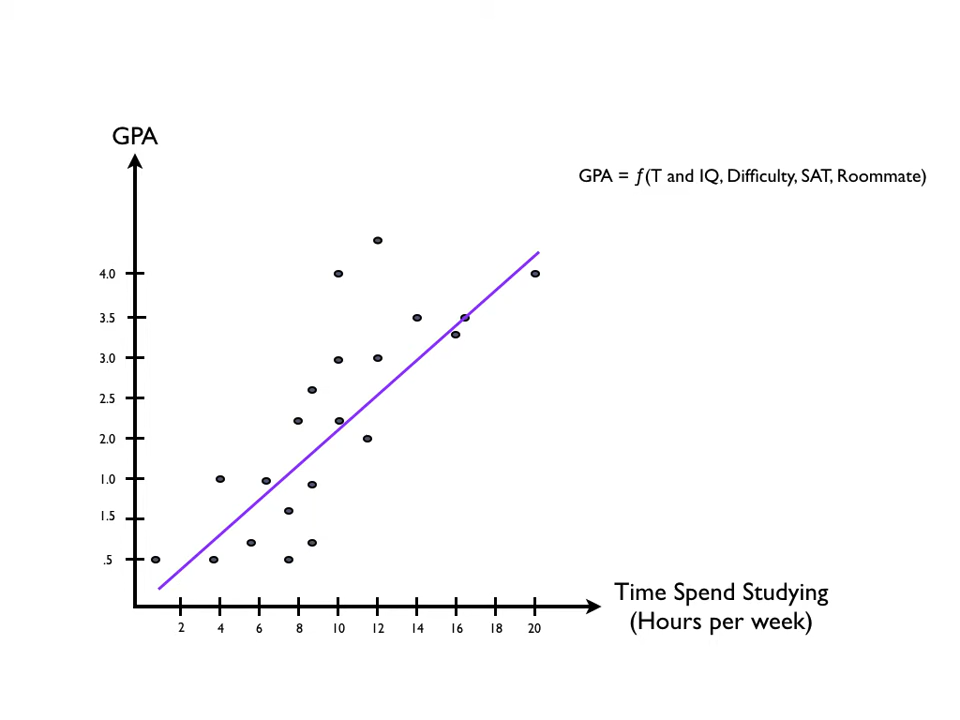 GPA
GPA = ƒ(T and IQ, Difficulty, SAT, Roommate)
4.0
3.5
3.0
2.5
2.0
1.0
1.5
.5
Time Spend Studying
(Hours per week)
2 4 6 8 10 12 14 16 18 20